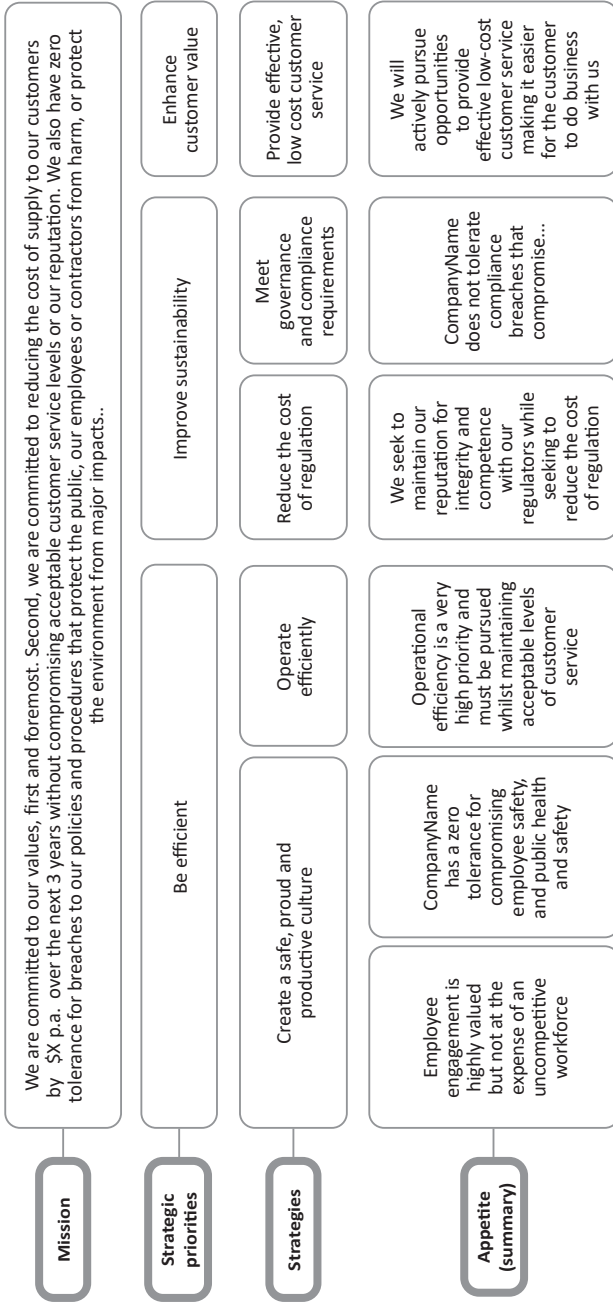 Mission
We are committed to our values, first and foremost. Second, we are committed to reducing the cost of supply to our customers
by $X p.a. over the next 3 years without compromising acceptable customer service levels or our reputation. We also have zero
tolerance for breaches to our policies and procedures that protect the public, our employees or contractors from harm, or protect
the environment from major impacts..
Strategic
priorities
Be efficient
Improve sustainability
Enhance
customer value
Strategies
Create a safe, proud and
productive culture
Operate
efficiently
Reduce the cost
of regulation
Meet
governance
and compliance
requirements
Provide effective,
low cost customer
service
Appetite
(summary)
Employee
engagement is
highly valued
but not at the
expense of an
uncompetitive
workforce
CompanyName
has a zero
tolerance for
compromising
employee safety,
and public health
and safety
Operational
efficiency is a very
high priority and
must be pursued
whilst maintaining
acceptable levels
of customer
service
We seek to
maintain our
reputation for
integrity and
competence
with our
regulators while
seeking to
reduce the cost
of regulation
CompanyName
does not tolerate
compliance
breaches that
compromise...
We will
actively pursue
opportunities
to provide
effective low-cost
customer service
making it easier
for the customer
to do business
with us